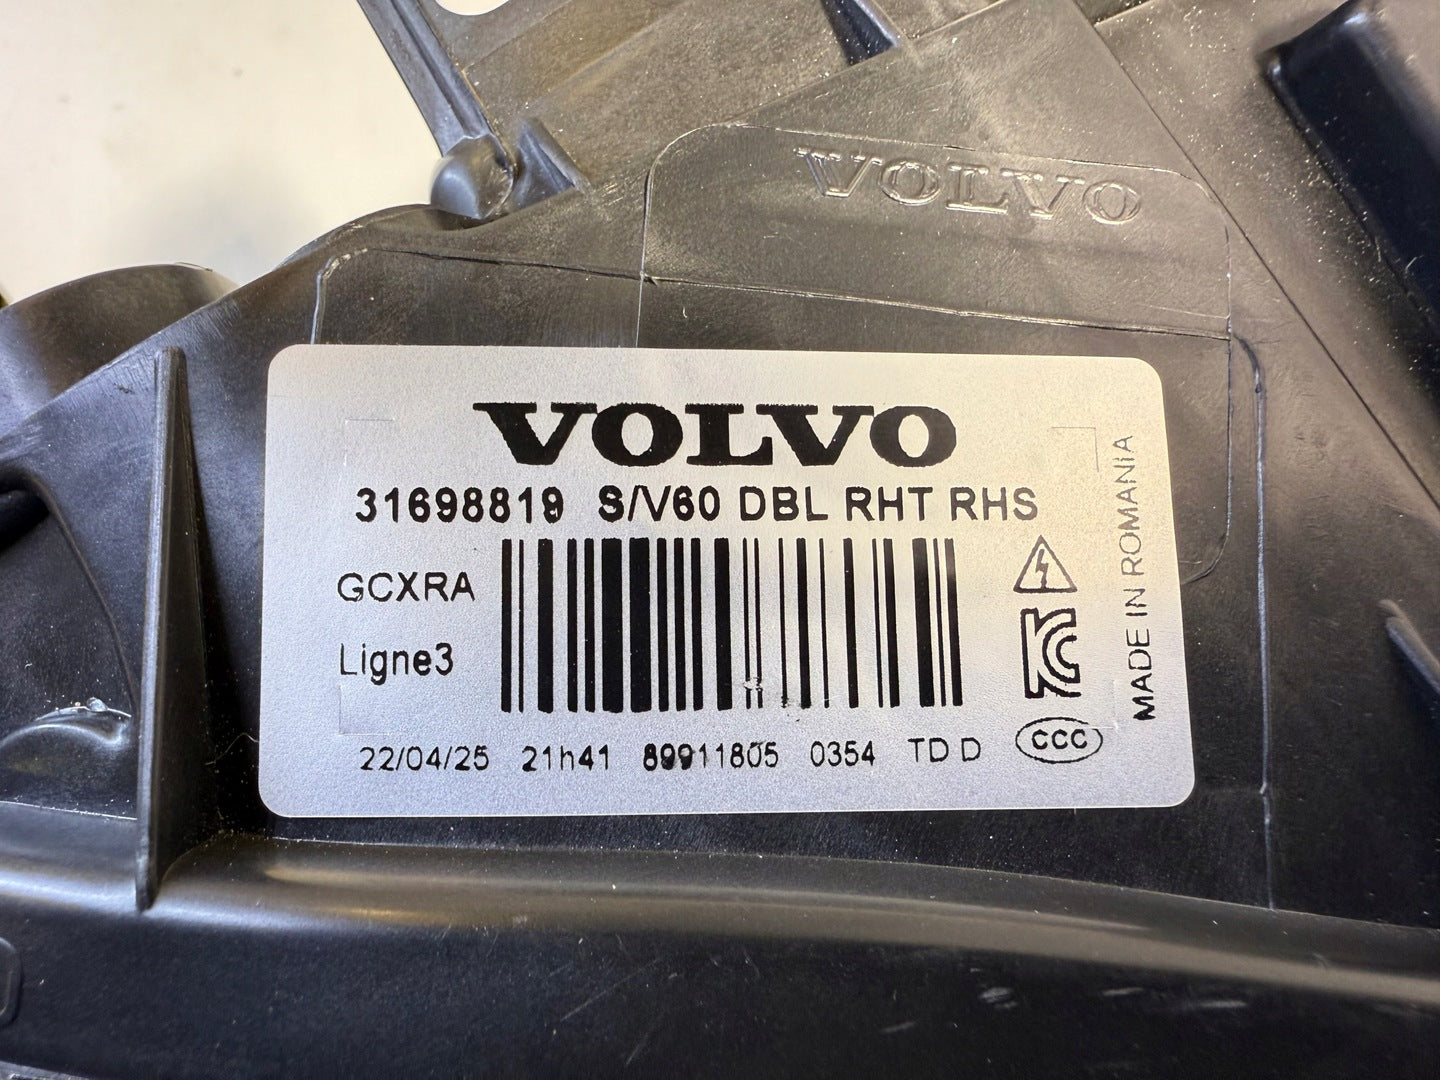 VOLVO
VOLVO
31698819 S/V60 DBL RHT RHS
GCXRA
Ligne3
22/04/25 21h41 89911805 0354 TD D
CCC
MADE IN ROMANIA